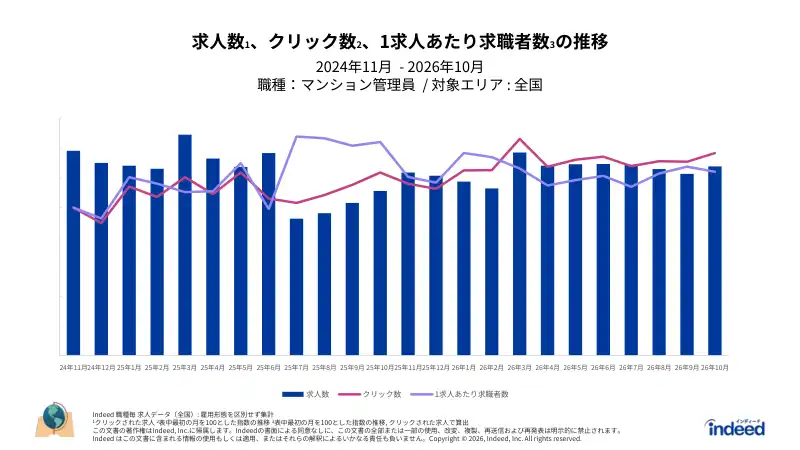 求人数1、クリック数2、1求人あたり求職者数3の推移
2024年11月 - 2026年10月
職種：マンション管理員 / 対象エリア : 全国
24年11月 24年12月 25年1月 25年2月 25年3月 25年4月 25年5月 25年6月 25年7月 25年8月 25年9月 25年10月 25年11月 25年12月 26年1月 26年2月 26年3月 26年4月 26年5月 26年6月 26年7月 26年8月 26年9月 26年10月
求人数 クリック数 1求人あたり求職者数
Indeed 職種毎 求人データ（全国）: 雇用形態を区別せず集計
¹クリックされた求人 ²表中最初の月を100とした指数の推移 ³表中最初の月を100とした指数の推移, クリックされた求人で算出
この文書の著作権はIndeed, Inc.に帰属します。Indeedの書面による同意なしに、この文書の全部または一部の使用、改変、複製、再送信および再発表は明示的に禁止されます。
Indeed はこの文書に含まれる情報の使用もしくは適用、またはそれらの解釈によるいかなる責任も負いません。Copyright © 2026, Indeed, Inc. All rights reserved.
インディード
indeed